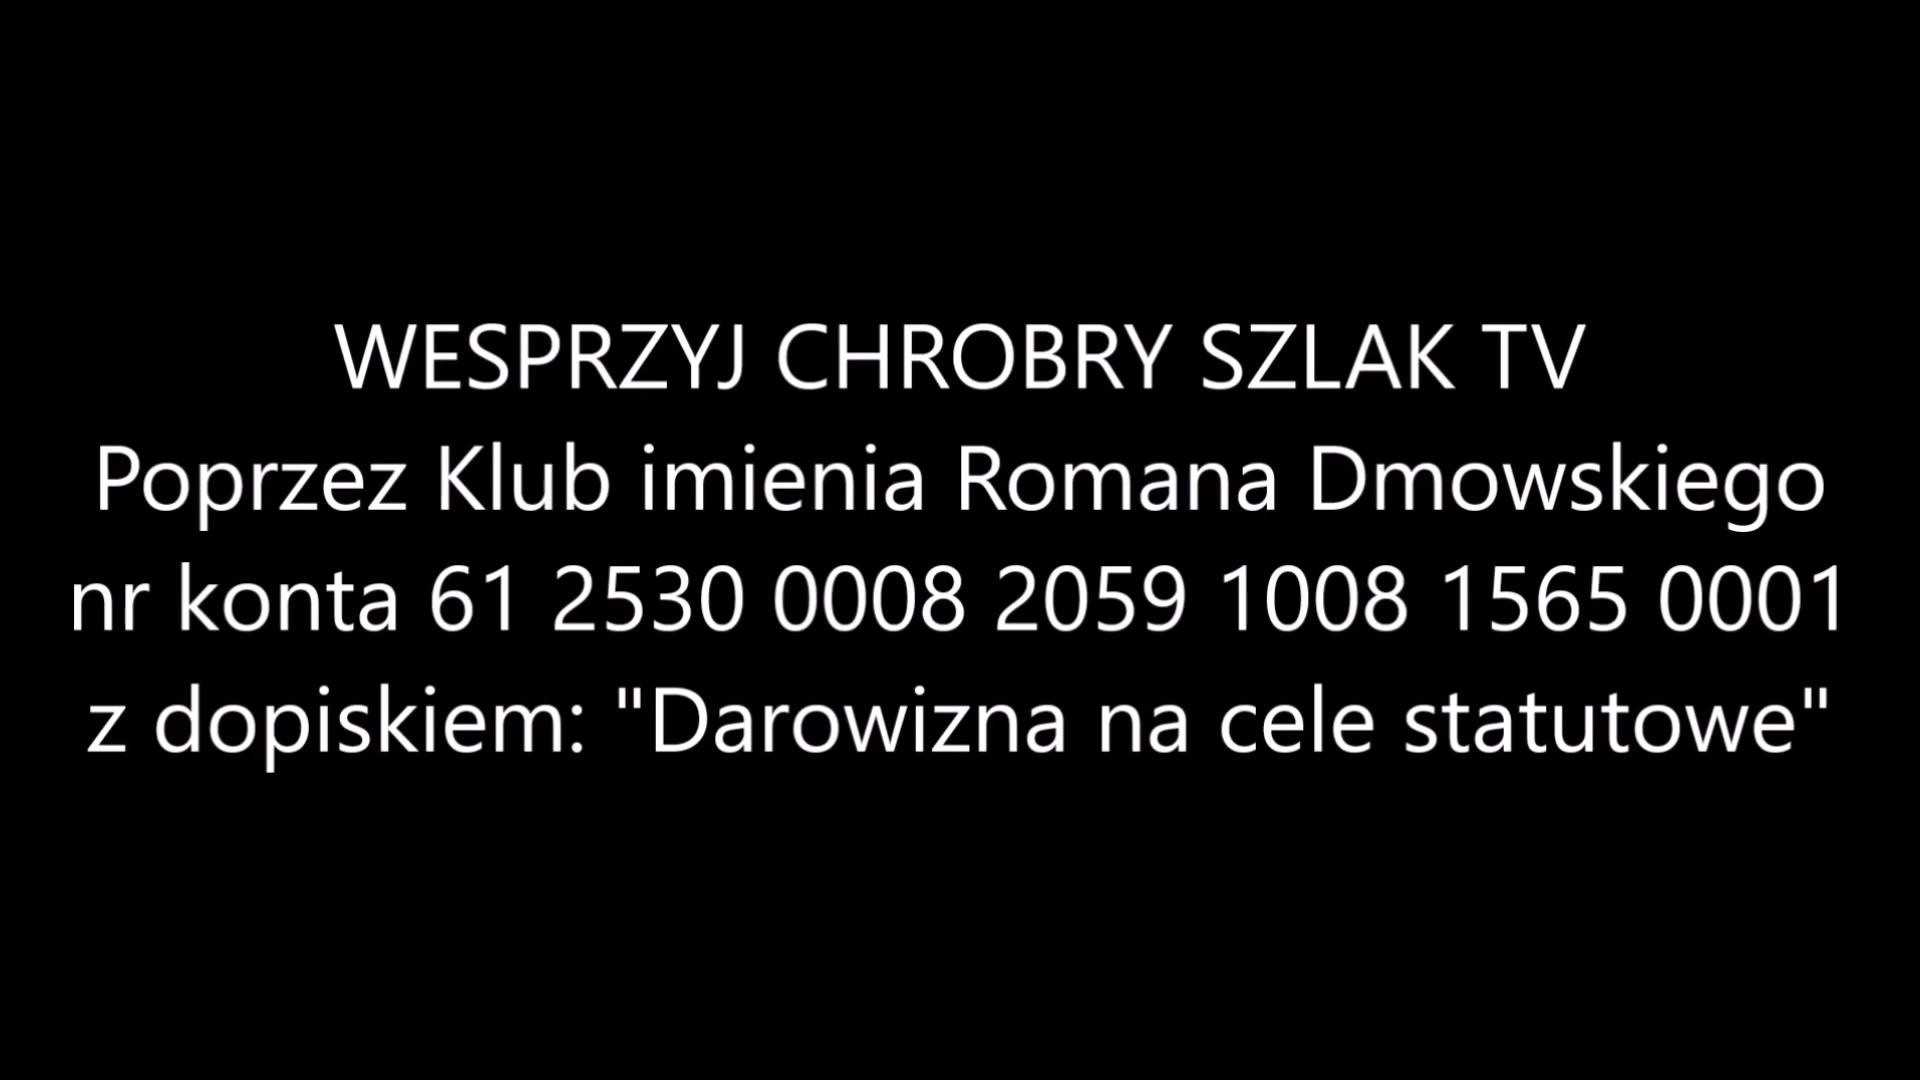 WESPRZYJ CHROBRY SZLAK TV
Poprzez Klub imienia Romana Dmowskiego
nr konta 61 2530 0008 2059 1008 1565 0001
z dopiskiem: "Darowizna na cele statutowe"